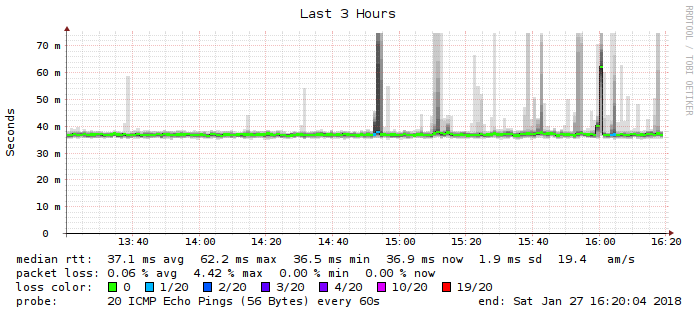 Last 3 Hours
RRDTOOL / TOBI OETIKER
Seconds
70 m
60 m
50 m
40 m
30 m
20 m
10 m
0
13:40 14:00 14:20 14:40 15:00 15:20 15:40 16:00 16:20
median rtt: 37.1 ms avg 62.2 ms max 36.5 ms min 36.9 ms now 1.9 ms sd 19.4 am/s
packet loss: 0.06 % avg 4.42 % max 0.00 % min 0.00 % now
loss color: 0 1/20 2/20 3/20 4/20 10/20 19/20
probe: 20 ICMP Echo Pings (56 Bytes) every 60s end: Sat Jan 27 16:20:04 2018